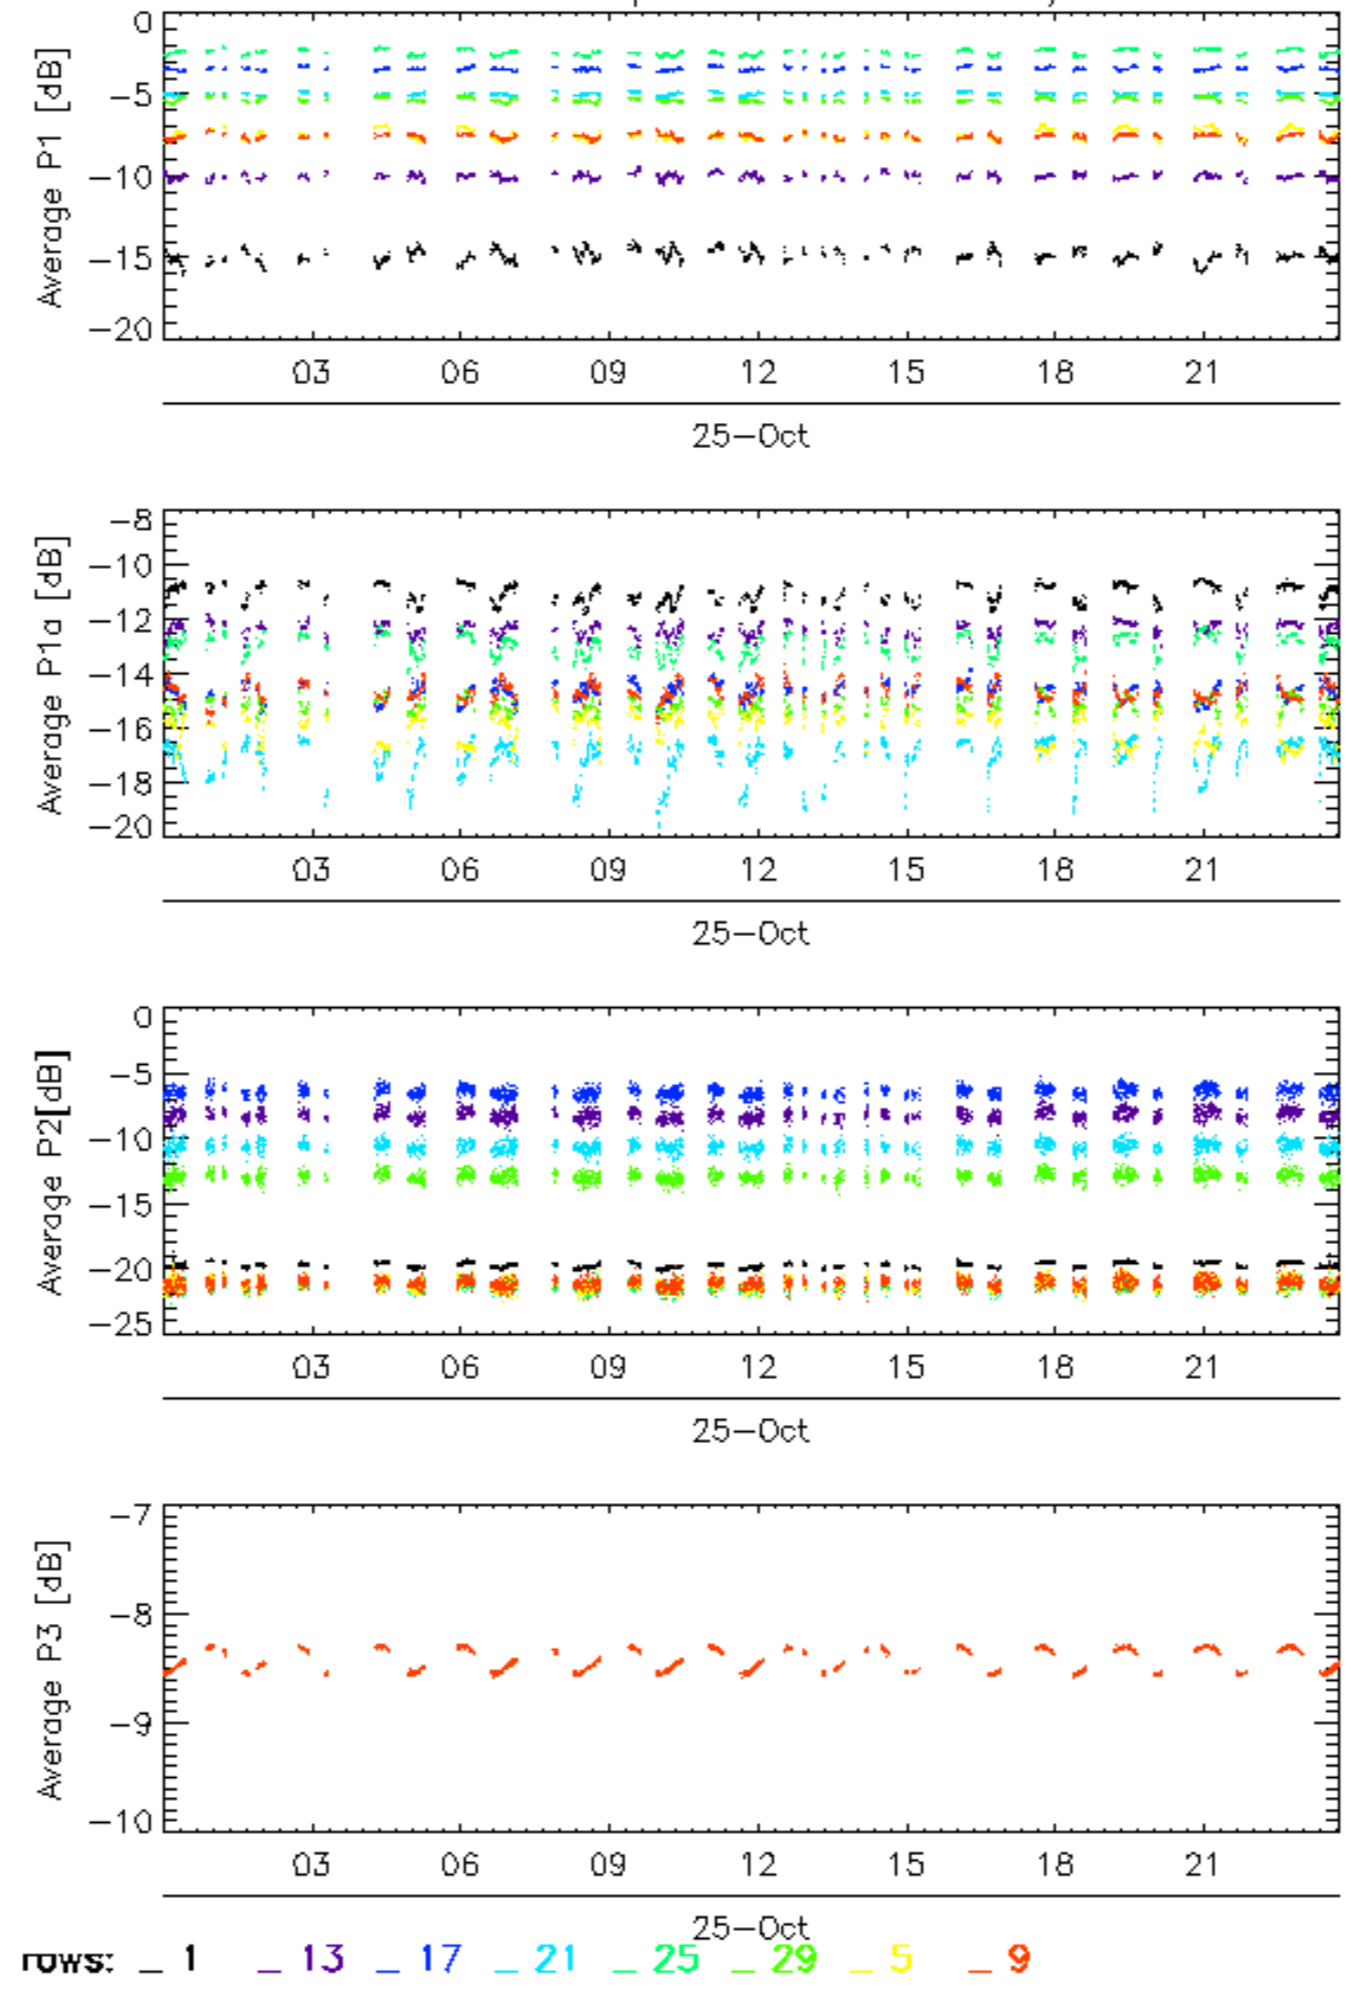 0
−5
−10
−15
−20
Average P1 [dB]
03 06 09 12 15 18 21
25−Oct
−8
−10
−12
−14
−16
−18
−20
Average P1a [dB]
03 06 09 12 15 18 21
25−Oct
0
−5
−10
−15
−20
−25
Average P2[dB]
03 06 09 12 15 18 21
25−Oct
−7
−8
−9
−10
Average P3 [dB]
03 06 09 12 15 18 21
25−Oct
rows: _ 1 _ 13 _ 17 _ 21 _ 25 _ 29 _ 5 _ 9